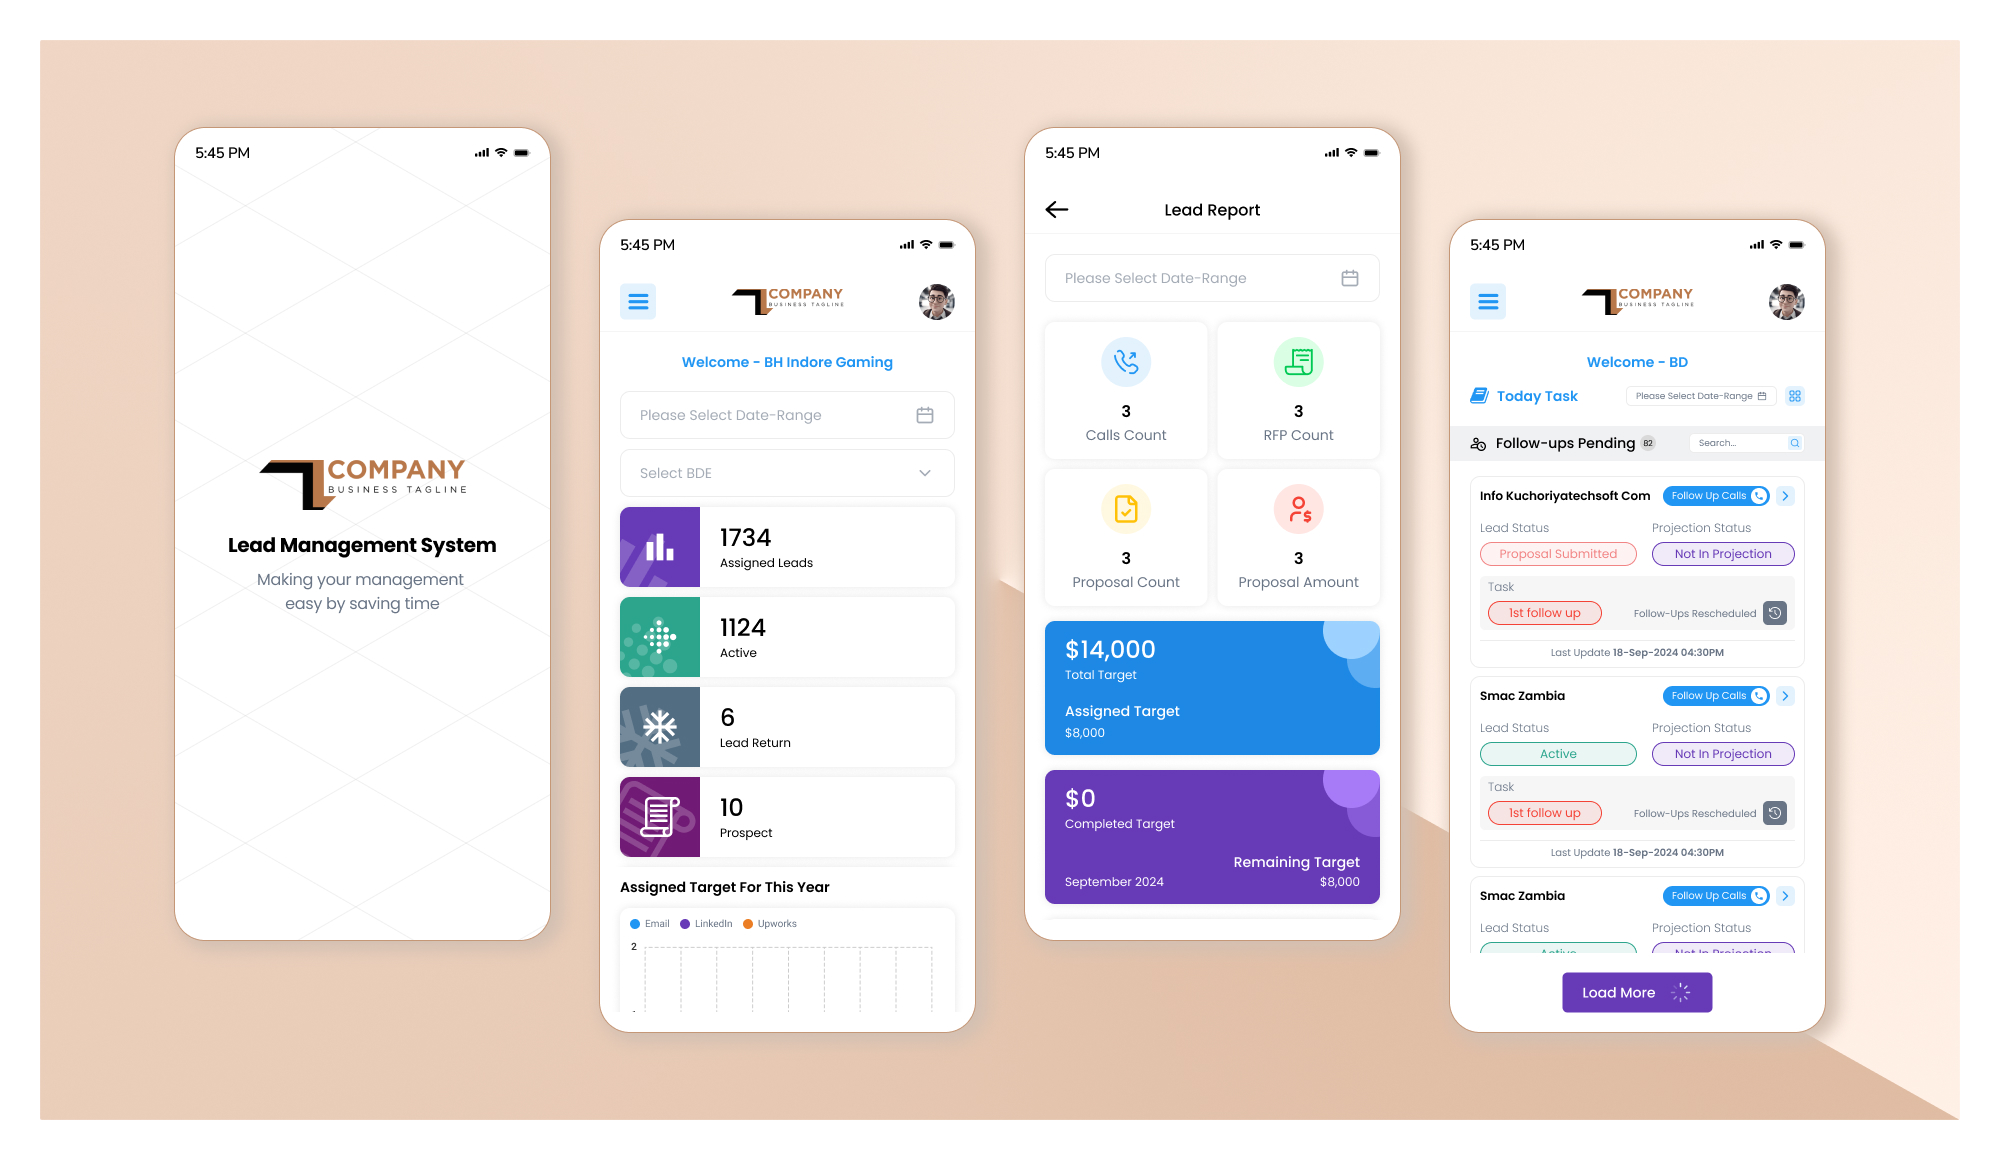 5:45 PM
COMPANY
BUSINESS TAGLINE
Lead Management System
Making your management
easy by saving time
5:45 PM
COMPANY
BUSINESS TAGLINE
Welcome - BH Indore Gaming
Please Select Date-Range
Select BDE
1734
Assigned Leads
1124
Active
6
Lead Return
10
Prospect
Assigned Target For This Year
Email LinkedIn Upworks
2
5:45 PM
Lead Report
Please Select Date-Range
3
Calls Count
3
RFP Count
3
Proposal Count
3
Proposal Amount
$14,000
Total Target
Assigned Target
$8,000
$0
Completed Target
Remaining Target
September 2024 $8,000
5:45 PM
COMPANY
BUSINESS TAGLINE
Welcome - BD
Today Task Please Select Date-Range
Follow-ups Pending 82 Search...
Info Kuchoriyatechsoft Com Follow Up Calls
Lead Status Projection Status
Proposal Submitted Not In Projection
Task
1st follow up Follow-Ups Rescheduled
Last Update 18-Sep-2024 04:30PM
Smac Zambia Follow Up Calls
Lead Status Projection Status
Active Not In Projection
Task
1st follow up Follow-Ups Rescheduled
Last Update 18-Sep-2024 04:30PM
Smac Zambia Follow Up Calls
Lead Status Projection Status
Active Not In Projection
Load More